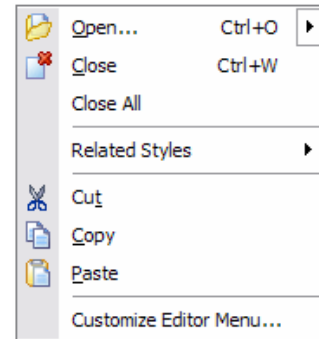 Open... Ctrl+O
Close Ctrl+W
Close All
Related Styles
Cut
Copy
Paste
Customize Editor Menu...